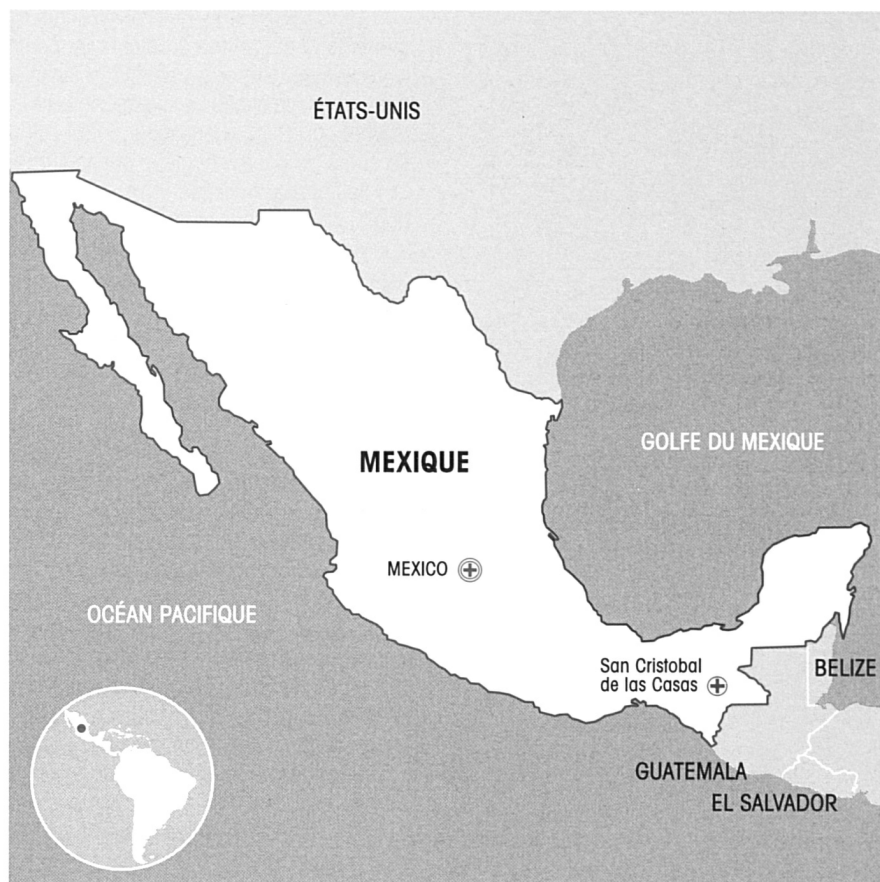 ÉTATS-UNIS
GOLFE DU MEXIQUE
MEXIQUE
MEXICO
OCÉAN PACIFIQUE
San Cristobal
de las Casas
BELIZE
GUATEMALA
EL SALVADOR